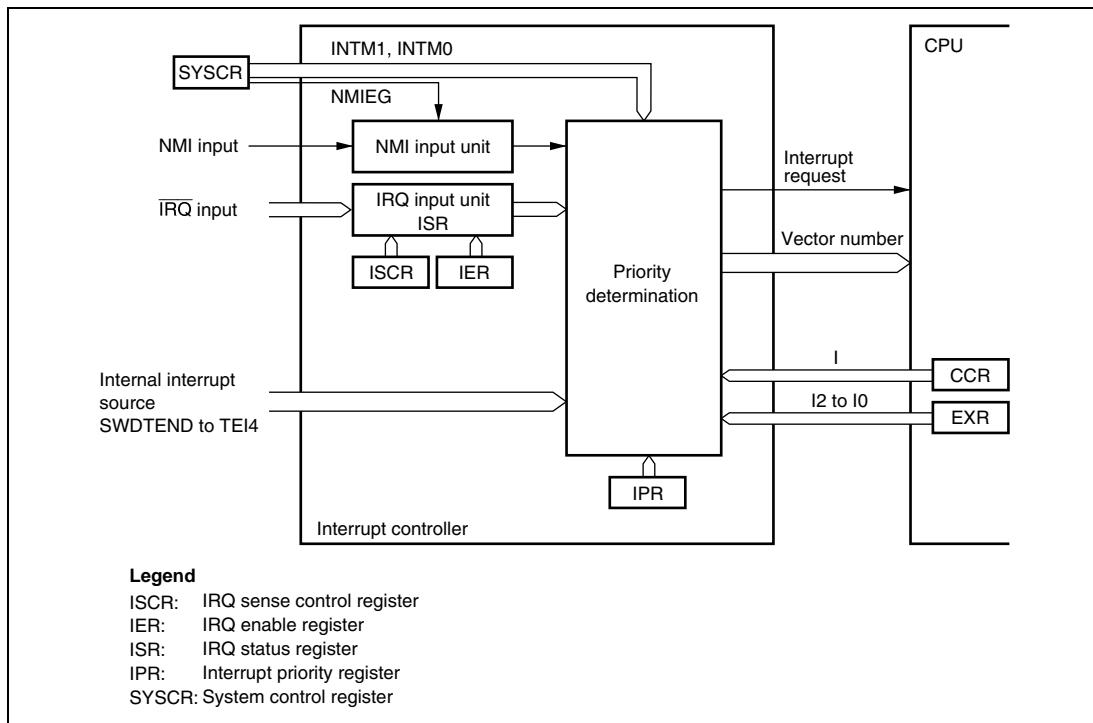 INTM1, INTM0
CPU
SYSCR
NMIEG
NMI input
NMI input unit
Interrupt
request
IRQ input
IRQ input unit
ISR
Vector number
ISCR
IER
Priority
determination
I
CCR
Internal interrupt
source
SWDTEND to TEI4
I2 to I0
EXR
IPR
Interrupt controller
Legend
ISCR: IRQ sense control register
IER: IRQ enable register
ISR: IRQ status register
IPR: Interrupt priority register
SYSCR: System control register